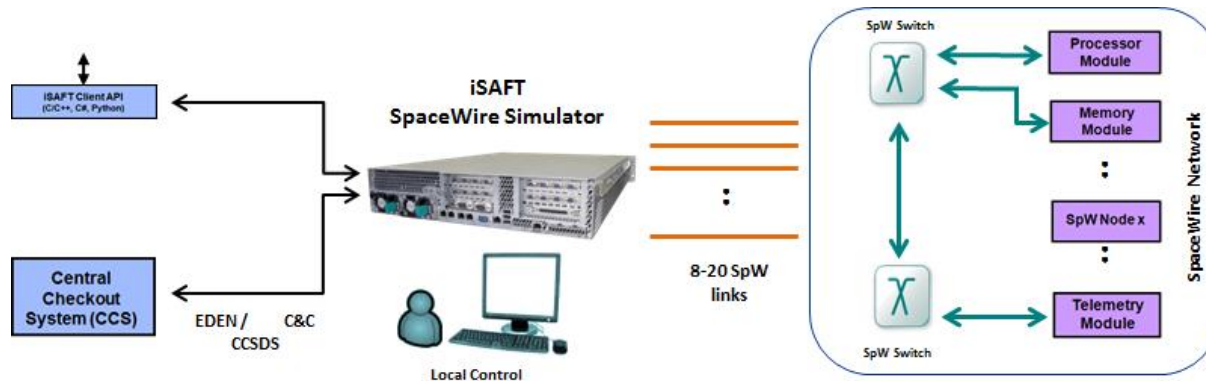 iSAFT Client API
(C/C++, C#, Python)
Central
Checkout
System (CCS)
EDEN / C&C
CCSDS
iSAFT
SpaceWire Simulator
Local Control
8-20 SpW
links
SpW Switch
SpW Switch
Processor
Module
Memory
Module
SpW Node x
Telemetry
Module
SpaceWire Network